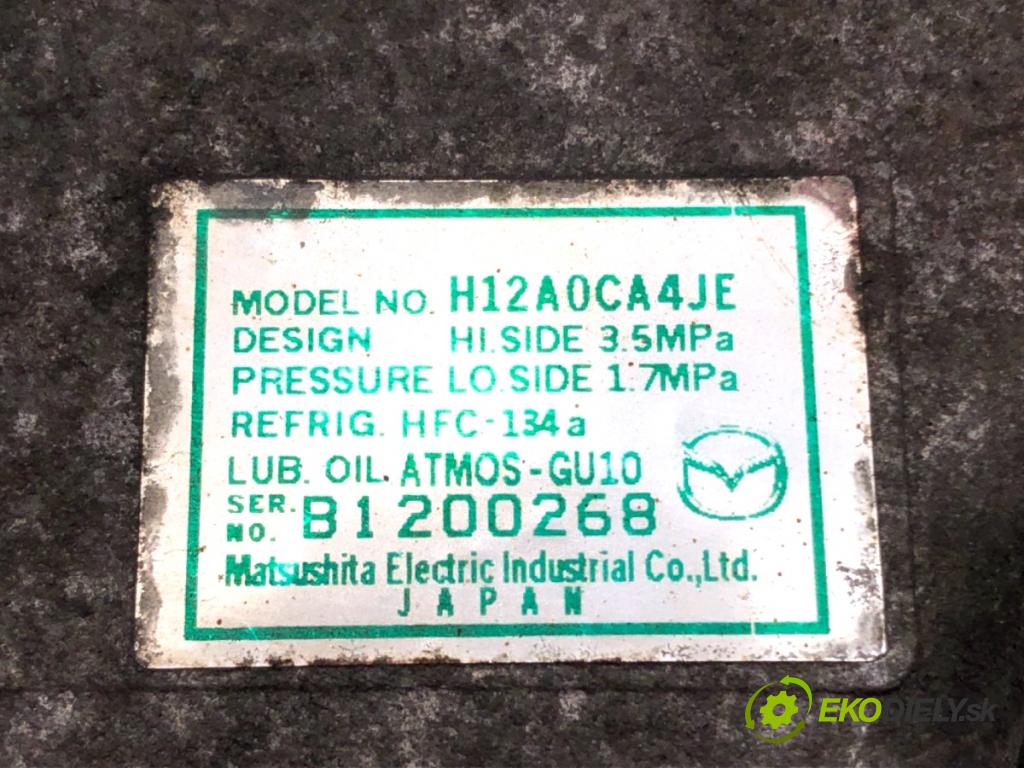 MODEL NO. H12A0CA4JE
DESIGN HI.SIDE 3.5MPa
PRESSURE LO.SIDE 1.7MPa
REFRIG. HFC-134a
LUB. OIL. ATMOS-GU10
SER. NO. B1200268
Matsushita Electric Industrial Co.,Ltd.
JAPAN
EKODIELY.sk